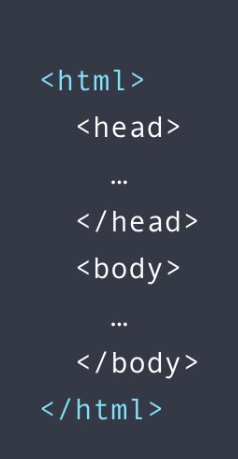 <html>
<head>
…
</head>
<body>
…
</body>
</html>